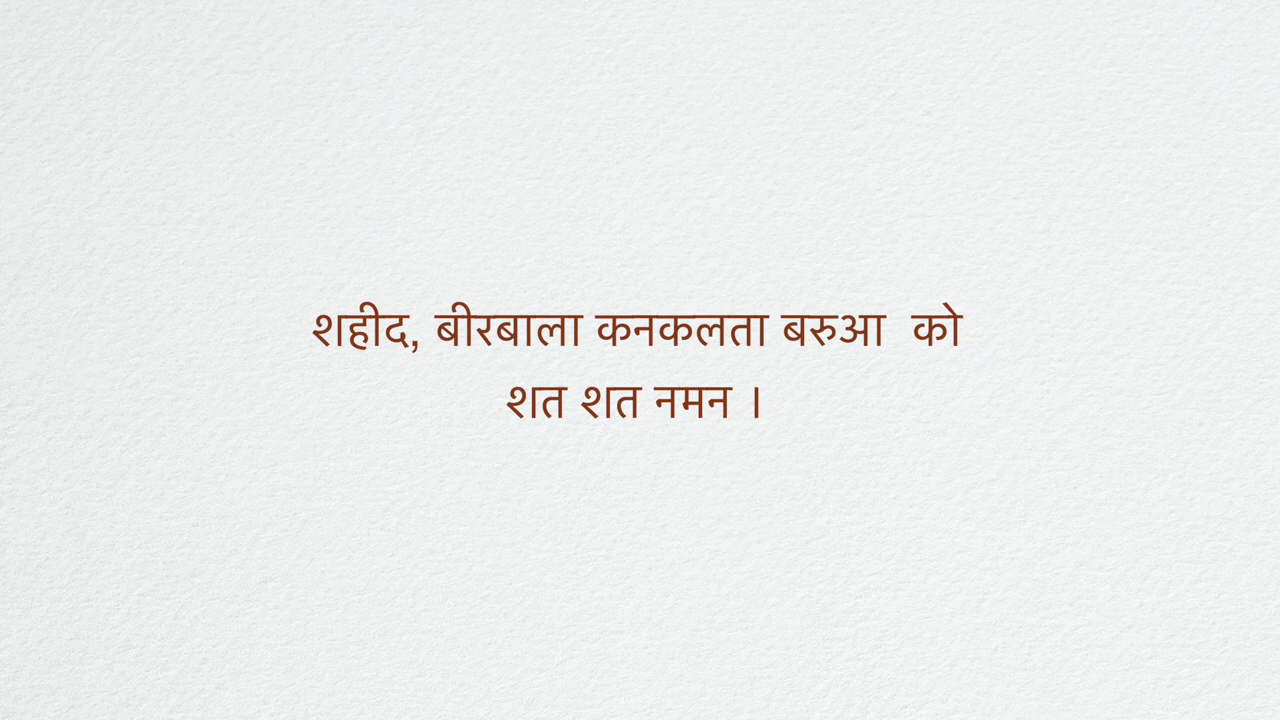 शहीद, बीरबाला कनकलता बरुआ  को
शत शत नमन ।